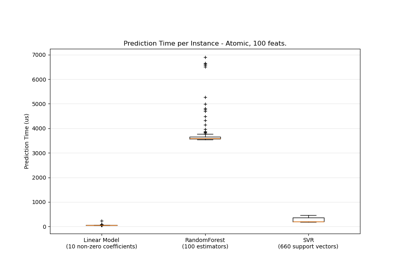 Prediction Time per Instance - Atomic, 100 feats.
7000
6000
5000
4000
3000
2000
1000
0
Prediction Time (us)
Linear Model
(10 non-zero coefficients)
RandomForest
(100 estimators)
SVR
(660 support vectors)